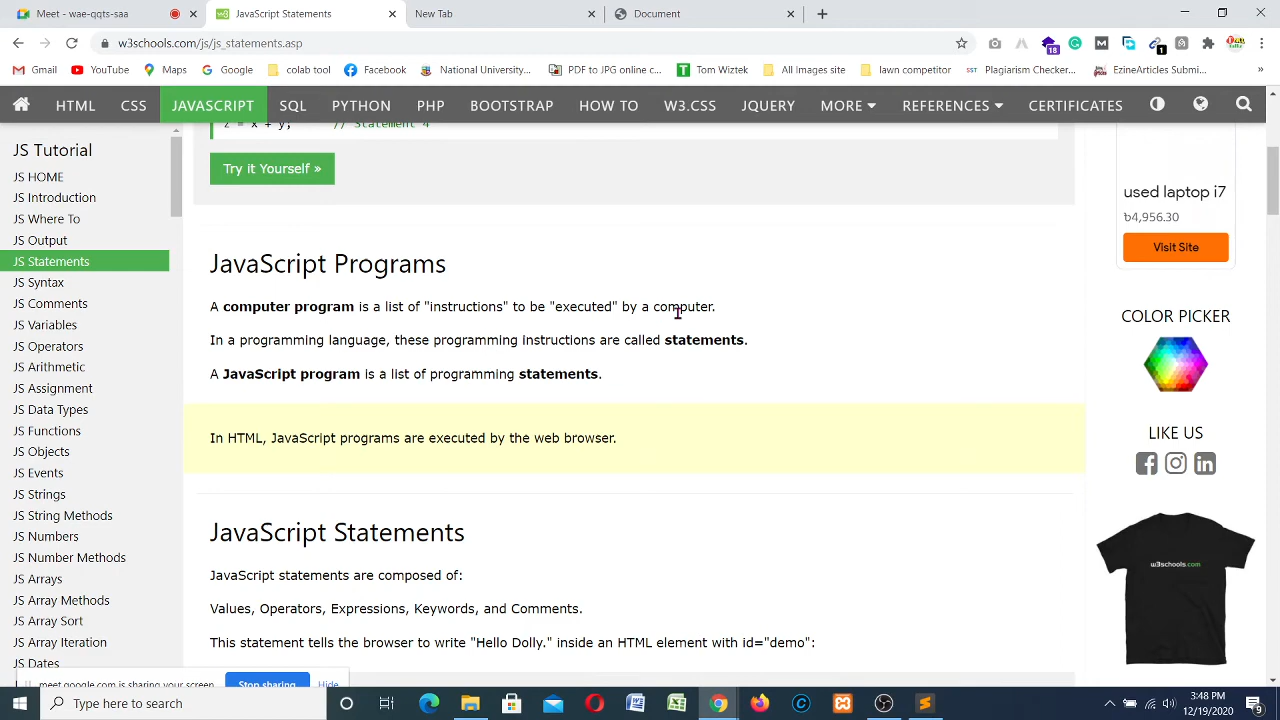 Meet – we-qqts-usa
JavaScript Statements
New Tab
Document
w3schools.com/js/js_statements.asp
18
1
Gmail
YouTube
Maps
Google
colab tool
Facebook
National University...
PDF to JPG online c...
Tom Wiztek
All Images site
lawn competitor
SST Plagiarism Checker...
EzineArticles Submi...
»
HTML
CSS
JAVASCRIPT
SQL
PYTHON
PHP
BOOTSTRAP
HOW TO
W3.CSS
JQUERY
MORE
REFERENCES
CERTIFICATES
JS Tutorial
JS HOME
JS Introduction
JS Where To
JS Output
JS Statements
JS Syntax
JS Comments
JS Variables
JS Operators
JS Arithmetic
JS Assignment
JS Data Types
JS Functions
JS Objects
JS Events
JS Strings
JS String Methods
JS Numbers
JS Number Methods
JS Arrays
JS Array Methods
JS Array Sort
JS Array Iteration
JS Dates
z = x + y; // Statement 4
Try it Yourself »
JavaScript Programs
A computer program is a list of "instructions" to be "executed" by a computer.
In a programming language, these programming instructions are called statements.
A JavaScript program is a list of programming statements.
In HTML, JavaScript programs are executed by the web browser.
JavaScript Statements
JavaScript statements are composed of:
Values, Operators, Expressions, Keywords, and Comments.
This statement tells the browser to write "Hello Dolly." inside an HTML element with id="demo":
used laptop i7
৳4,956.30
Visit Site
COLOR PICKER
LIKE US
w3schools.com
meet.google.com is sharing your screen.
Stop sharing
Hide
Type here to search
3:48 PM
12/19/2020